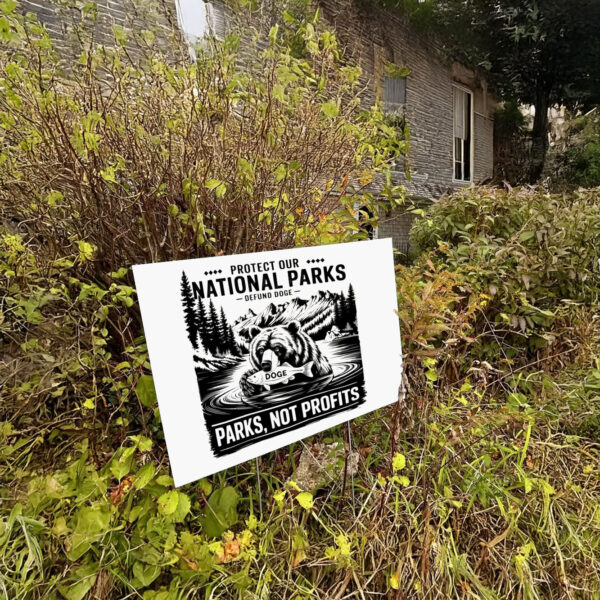 PROTECT OUR
NATIONAL PARKS
– DEFUND DOGE –
DOGE
PARKS, NOT PROFITS